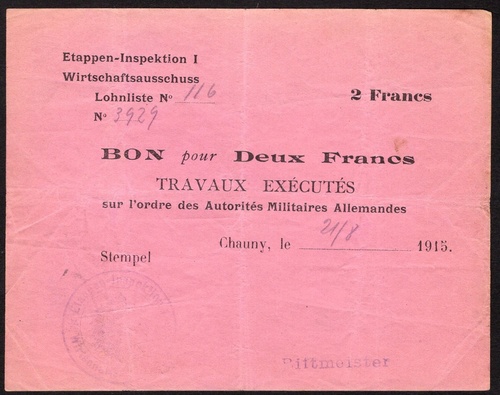 Etappen-Inspektion I
Wirtschaftsausschuss
Lohnliste No 116
No 3929
2 Francs
BON pour Deux Francs
TRAVAUX EXÉCUTÉS
sur l'ordre des Autorités Militaires Allemandes
Chauny, le 21/8 1915.
Stempel
Rittmeister